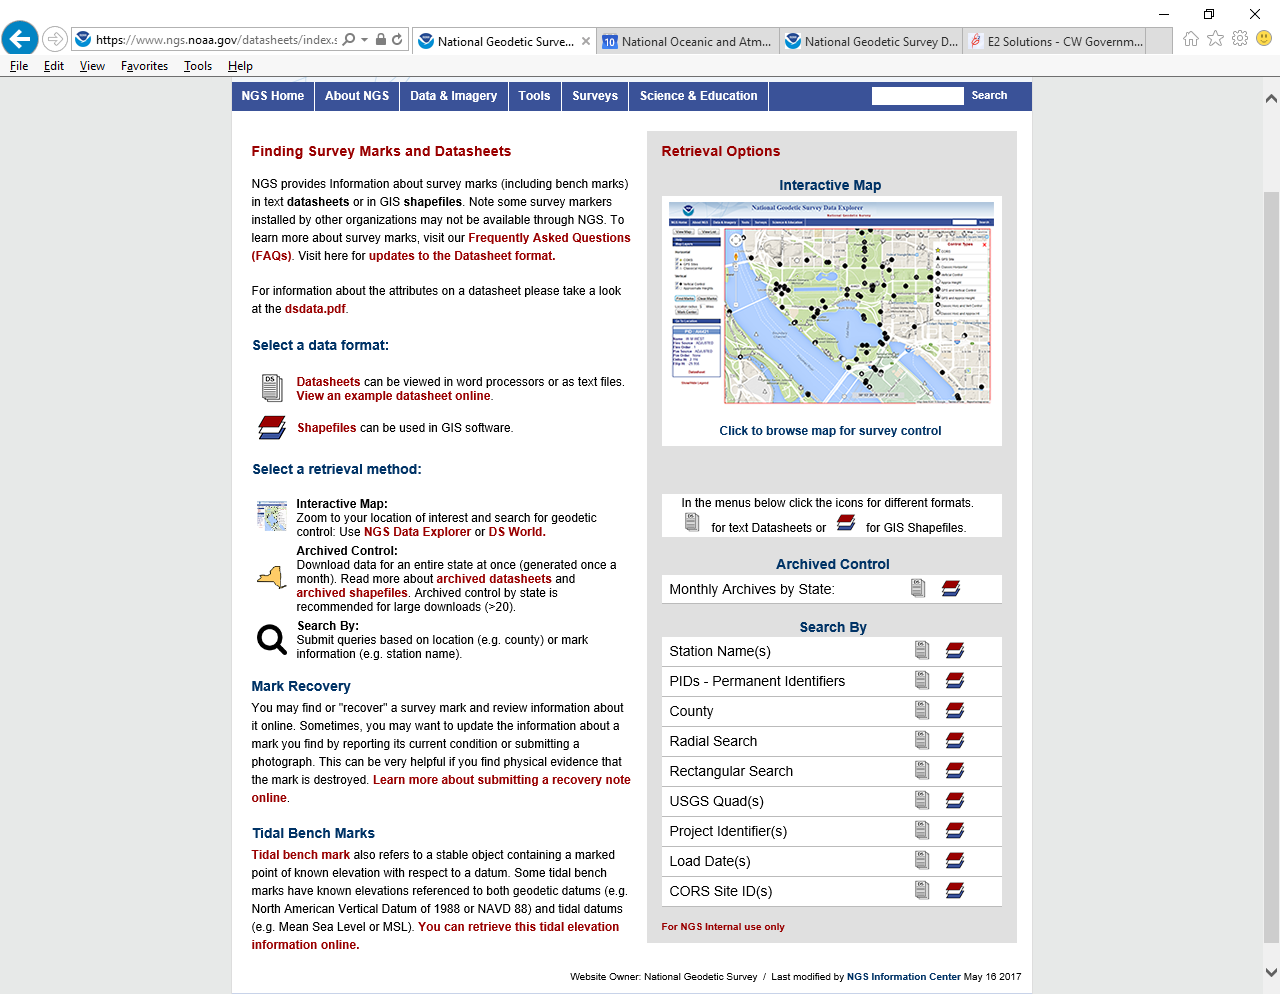 https://www.ngs.noaa.gov/datasheets/index.s
National Geodetic Surve...
National Oceanic and Atm...
National Geodetic Survey D...
E2 Solutions - CW Governm...
File Edit View Favorites Tools Help
NGS Home About NGS Data & Imagery Tools Surveys Science & Education Search
Finding Survey Marks and Datasheets
NGS provides Information about survey marks (including bench marks)
in text datasheets or in GIS shapefiles. Note some survey markers
installed by other organizations may not be available through NGS. To
learn more about survey marks, visit our Frequently Asked Questions
(FAQs). Visit here for updates to the Datasheet format.
For information about the attributes on a datasheet please take a look
at the dsdata.pdf.
Select a data format:
DS
Datasheets can be viewed in word processors or as text files.
View an example datasheet online.
Shapefiles can be used in GIS software.
Select a retrieval method:
Interactive Map:
Zoom to your location of interest and search for geodetic
control: Use NGS Data Explorer or DS World.
Archived Control:
Download data for an entire state at once (generated once a
month). Read more about archived datasheets and
archived shapefiles. Archived control by state is
recommended for large downloads (>20).
Search By:
Submit queries based on location (e.g. county) or mark
information (e.g. station name).
Mark Recovery
You may find or "recover" a survey mark and review information about
it online. Sometimes, you may want to update the information about a
mark you find by reporting its current condition or submitting a
photograph. This can be very helpful if you find physical evidence that
the mark is destroyed. Learn more about submitting a recovery note
online.
Tidal Bench Marks
Tidal bench mark also refers to a stable object containing a marked
point of known elevation with respect to a datum. Some tidal bench
marks have known elevations referenced to both geodetic datums (e.g.
North American Vertical Datum of 1988 or NAVD 88) and tidal datums
(e.g. Mean Sea Level or MSL). You can retrieve this tidal elevation
information online.
Retrieval Options
Interactive Map
National Geodetic Survey Data Explorer
National Geodetic Survey
Click to browse map for survey control
In the menus below click the icons for different formats.
for text Datasheets or for GIS Shapefiles.
Archived Control
Monthly Archives by State:
Search By
Station Name(s)
PIDs - Permanent Identifiers
County
Radial Search
Rectangular Search
USGS Quad(s)
Project Identifier(s)
Load Date(s)
CORS Site ID(s)
For NGS Internal use only
Website Owner: National Geodetic Survey / Last modified by NGS Information Center May 16 2017